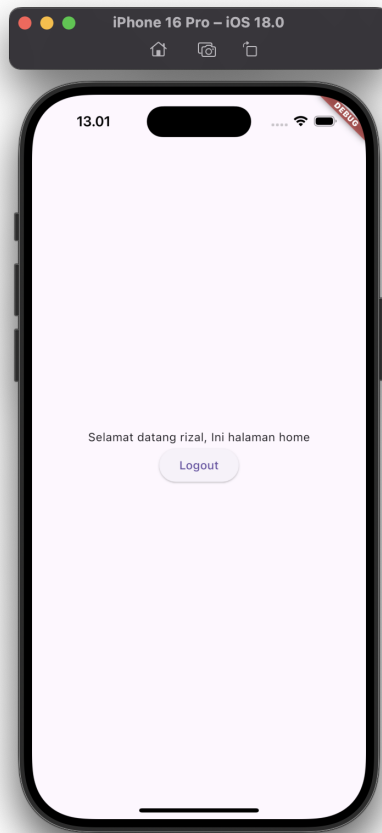 iPhone 16 Pro – iOS 18.0
13.01
DEBUG
Selamat datang rizal, Ini halaman home
Logout